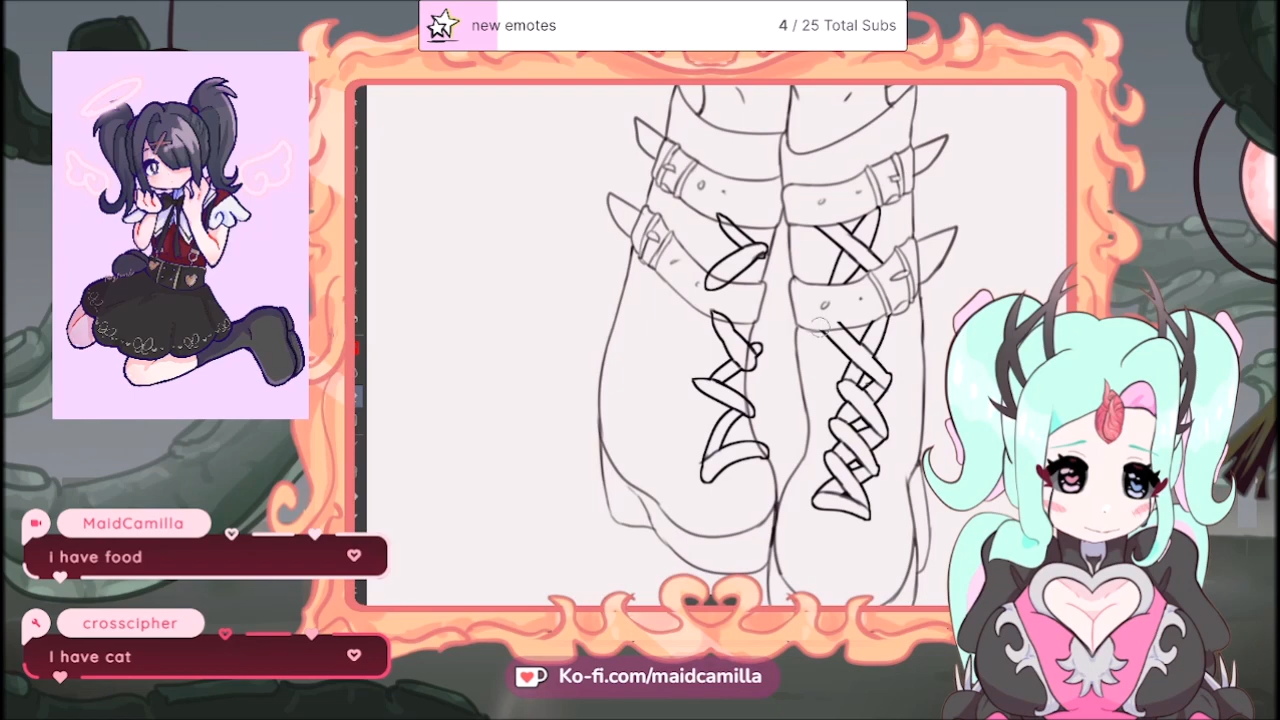 new emotes
4 / 25 Total Subs
MaidCamilla
I have food
crosscipher
I have cat
Ko-fi.com/maidcamilla